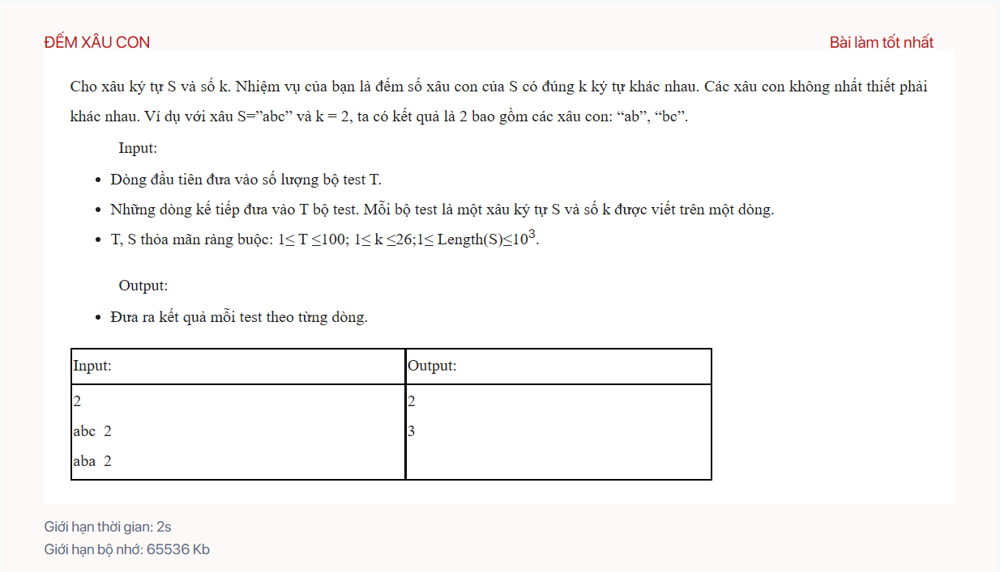 ĐẾM XÂU CON
Bài làm tốt nhất
Cho xâu ký tự S và số k. Nhiệm vụ của bạn là đếm số xâu con của S có đúng k ký tự khác nhau. Các xâu con không nhất thiết phải
khác nhau. Ví dụ với xâu S=”abc” và k = 2, ta có kết quả là 2 bao gồm các xâu con: “ab”, “bc”.
Input:
• Dòng đầu tiên đưa vào số lượng bộ test T.
• Những dòng kế tiếp đưa vào T bộ test. Mỗi bộ test là một xâu ký tự S và số k được viết trên một dòng.
• T, S thỏa mãn ràng buộc: 1≤ T ≤100; 1≤ k ≤26;1≤ Length(S)≤10³.
Output:
• Đưa ra kết quả mỗi test theo từng dòng.
Input: Output:
2 2
abc 2 3
aba 2
Giới hạn thời gian: 2s
Giới hạn bộ nhớ: 65536 Kb